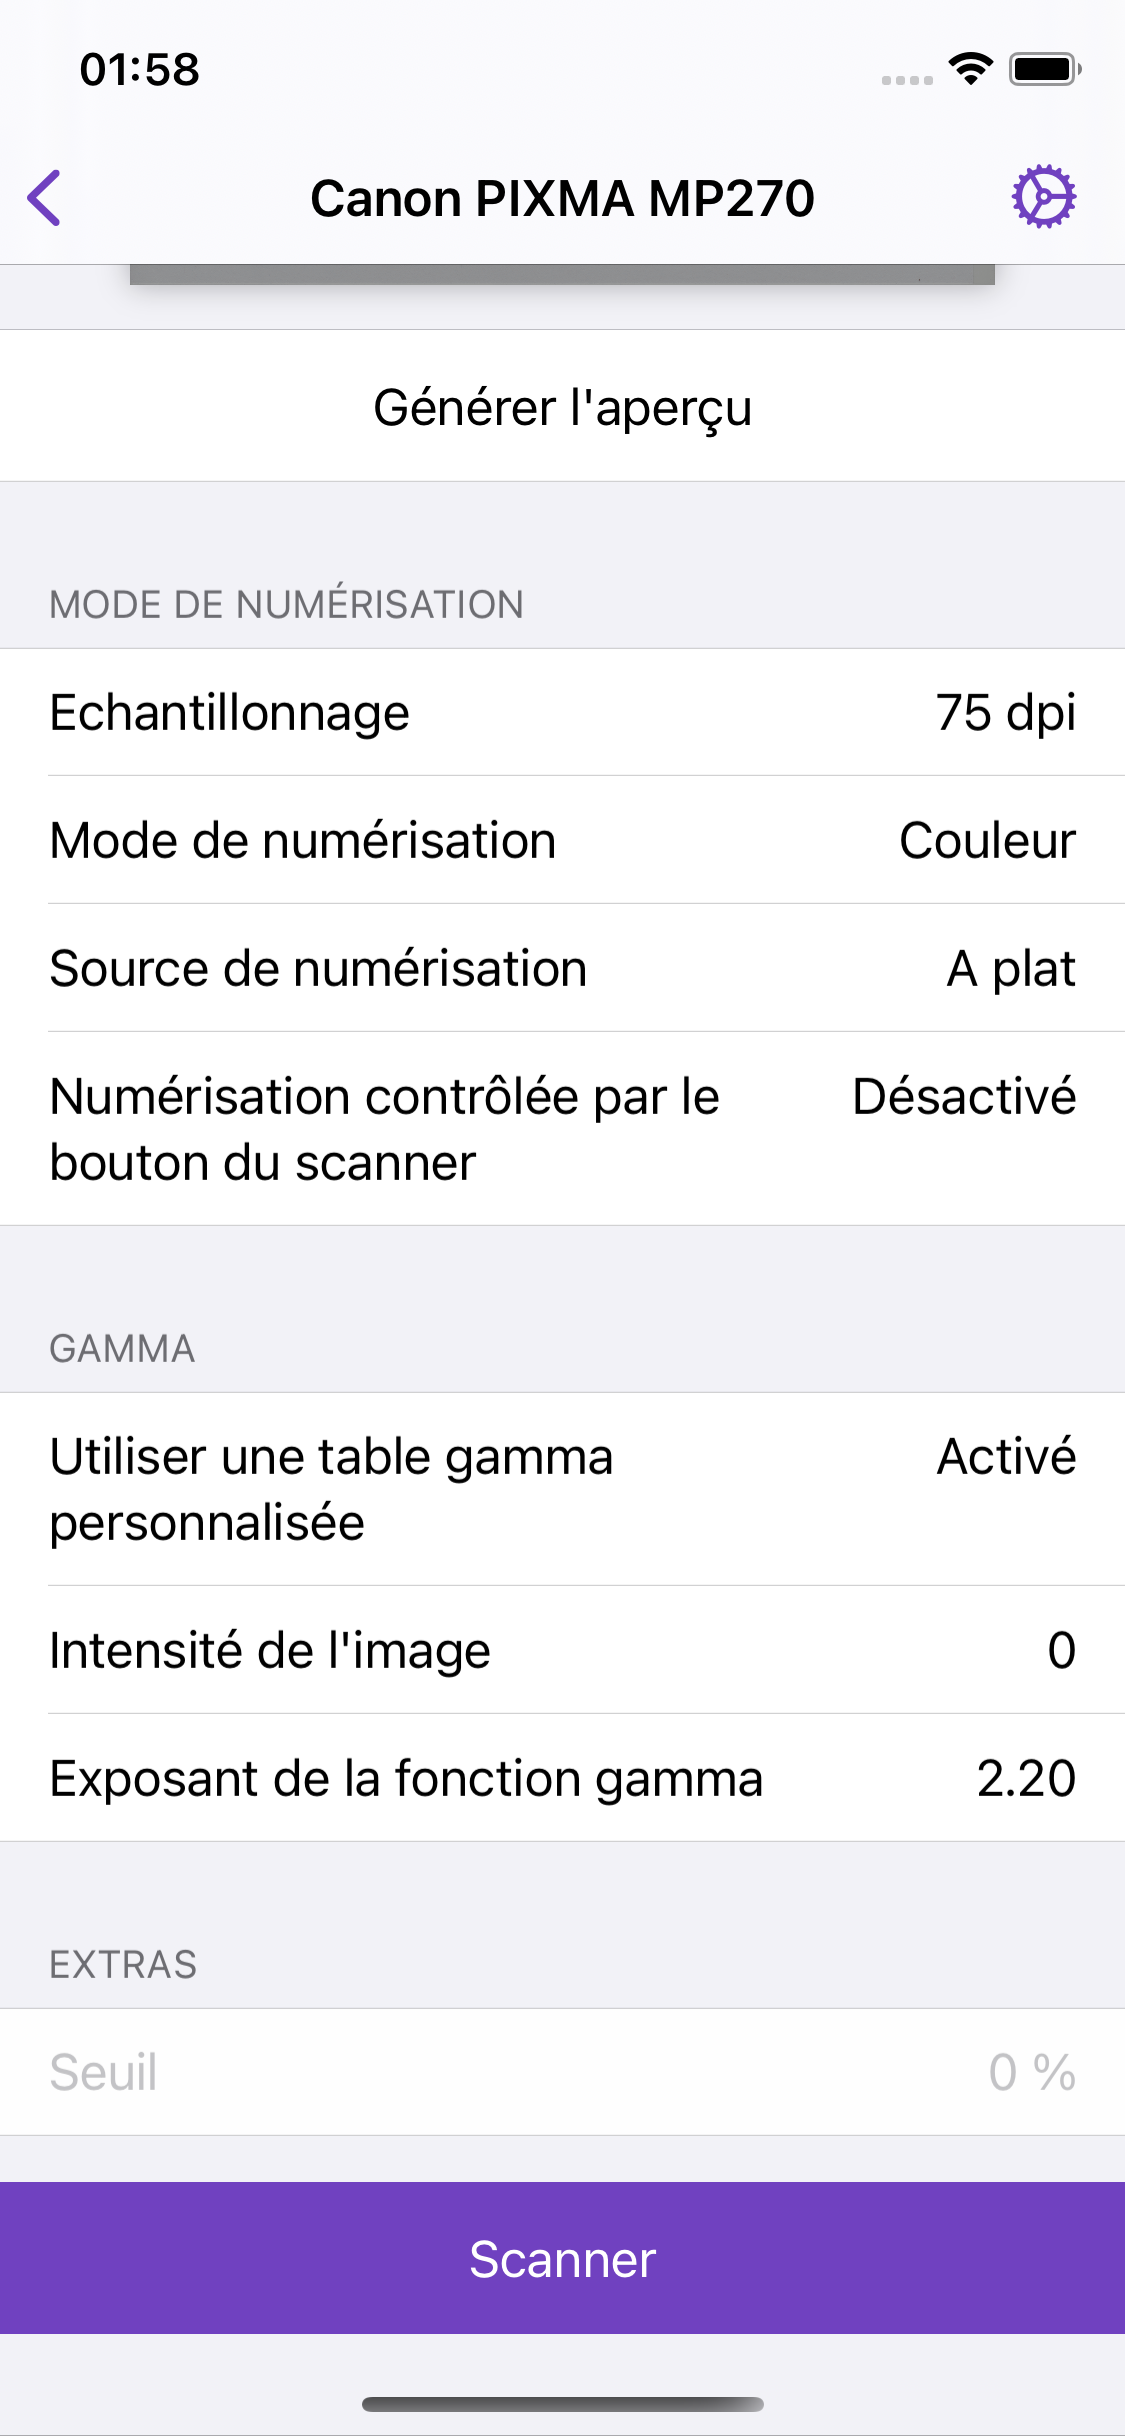 01:58
Canon PIXMA MP270
Générer l'aperçu
MODE DE NUMÉRISATION
Echantillonnage 75 dpi
Mode de numérisation Couleur
Source de numérisation A plat
Numérisation contrôlée par le Désactivé
bouton du scanner
GAMMA
Utiliser une table gamma Activé
personnalisée
Intensité de l'image 0
Exposant de la fonction gamma 2.20
EXTRAS
Seuil 0 %
Scanner